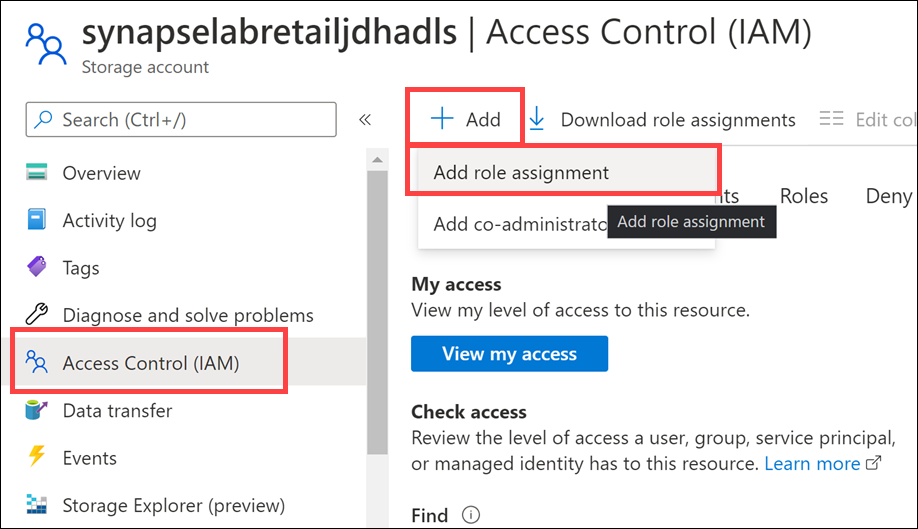 synapselabretailjdhadls | Access Control (IAM)
Storage account
Search (Ctrl+/)
«
Add
Download role assignments
Edit col
Add role assignment
nts
Roles
Deny
Add co-administrato
Add role assignment
Overview
Activity log
Tags
Diagnose and solve problems
Access Control (IAM)
Data transfer
Events
Storage Explorer (preview)
My access
View my level of access to this resource.
View my access
Check access
Review the level of access a user, group, service principal,
or managed identity has to this resource. Learn more
Find